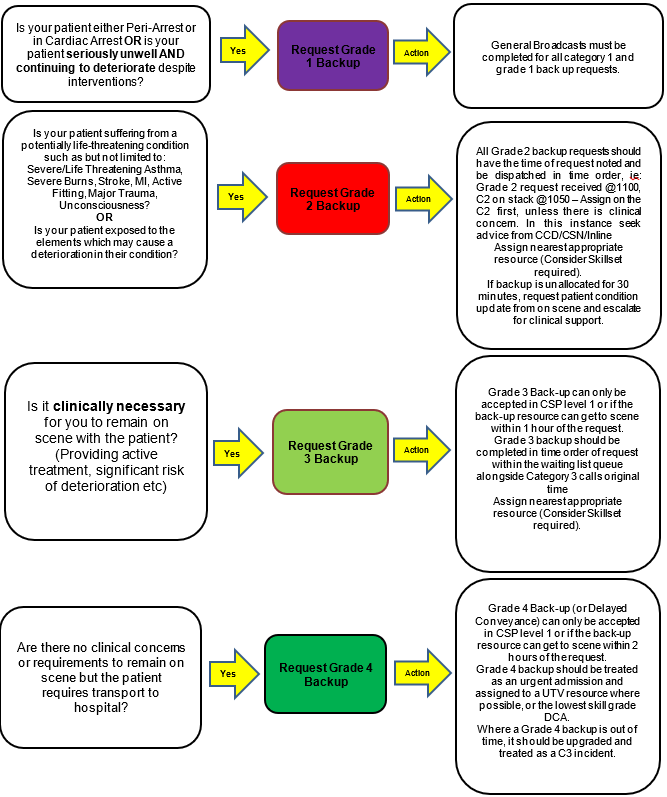 Is your patient either Peri-Arrest or
in Cardiac Arrest OR is your
patient seriously unwell AND
continuing to deteriorate despite
interventions?
Yes
Request Grade
1 Backup
Action
General Broadcasts must be
completed for all category 1 and
grade 1 back up requests.
Is your patient suffering from a
potentially life-threatening condition
such as but not limited to:
Severe/Life Threatening Asthma,
Severe Burns, Stroke, MI, Active
Fitting, Major Trauma,
Unconsciousness?
OR
Is your patient exposed to the
elements which may cause a
deterioration in their condition?
Yes
Request Grade
2 Backup
Action
All Grade 2 backup requests should
have the time of request noted and
be dispatched in time order, ie:
Grade 2 request received @1100,
C2 on stack @1050 – Assign on the
C2 first, unless there is clinical
concern. In this instance seek
advice from CCD/CSN/Inline
Assign nearest appropriate
resource (Consider Skillset
required).
If backup is unallocated for 30
minutes, request patient condition
update from on scene and escalate
for clinical support.
Is it clinically necessary
for you to remain on
scene with the patient?
(Providing active
treatment, significant risk
of deterioration etc)
Yes
Request Grade
3 Backup
Action
Grade 3 Back-up can only be
accepted in CSP level 1 or if the
back-up resource can get to scene
within 1 hour of the request.
Grade 3 backup should be
completed in time order of request
within the waiting list queue
alongside Category 3 calls original
time
Assign nearest appropriate
resource (Consider Skillset
required).
Are there no clinical concerns
or requirements to remain on
scene but the patient
requires transport to
hospital?
Yes
Request Grade 4
Backup
Action
Grade 4 Back-up (or Delayed
Conveyance) can only be accepted
in CSP level 1 or if the back-up
resource can get to scene within 2
hours of the request.
Grade 4 backup should be treated
as an urgent admission and
assigned to a UTV resource where
possible, or the lowest skill grade
DCA.
Where a Grade 4 backup is out of
time, it should be upgraded and
treated as a C3 incident.